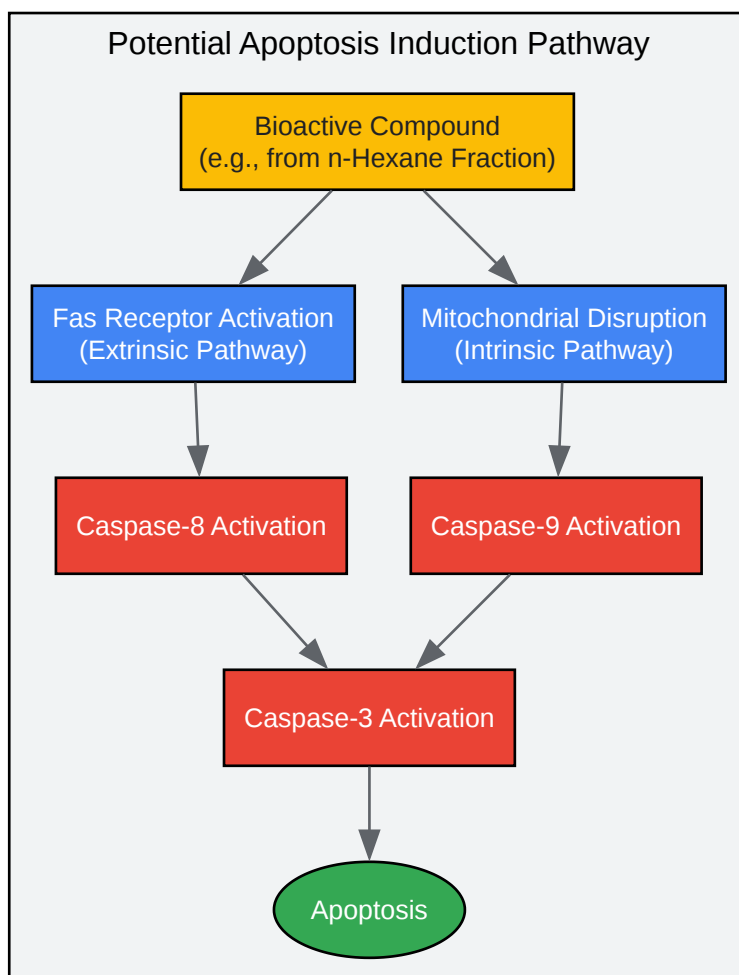 Potential Apoptosis Induction Pathway
Bioactive Compound
(e.g., from n-Hexane Fraction)
Fas Receptor Activation
(Extrinsic Pathway)
Mitochondrial Disruption
(Intrinsic Pathway)
Caspase-8 Activation
Caspase-9 Activation
Caspase-3 Activation
Apoptosis